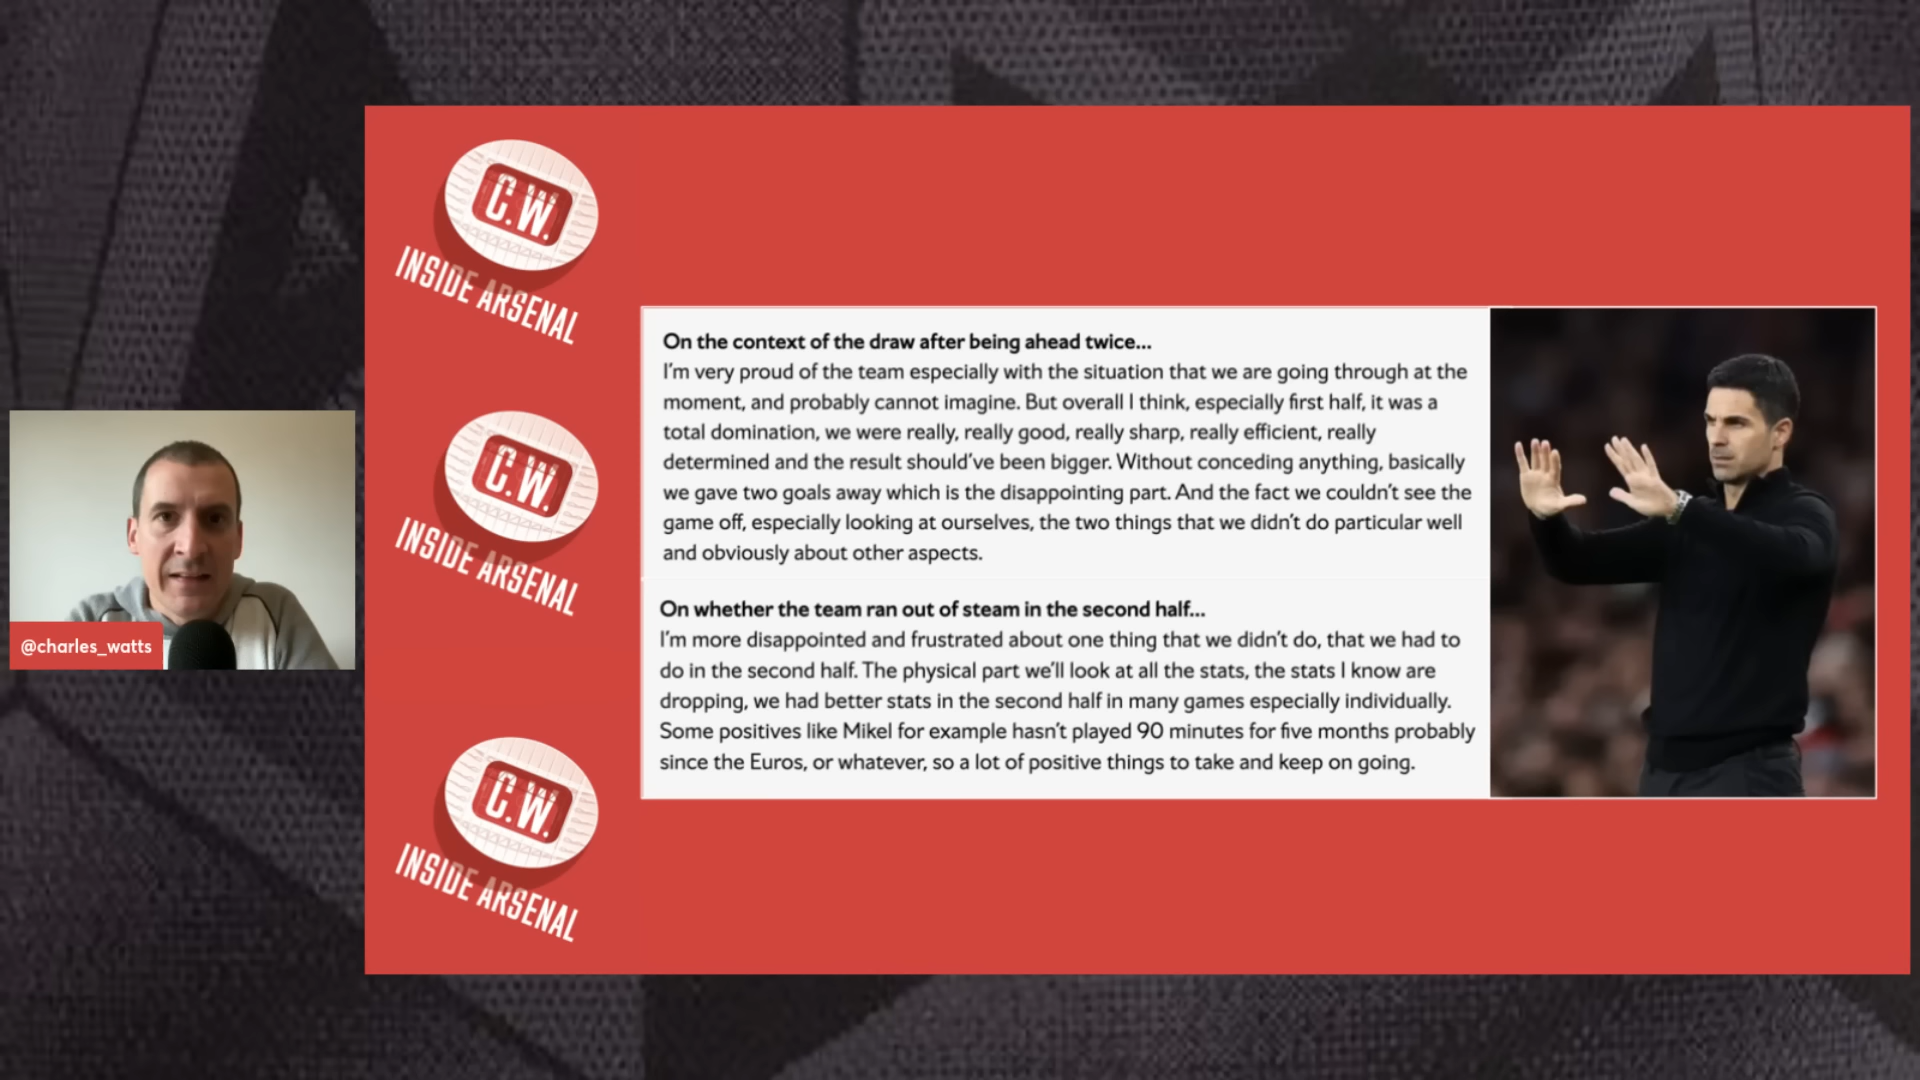 C.W.
INSIDE ARSENAL
C.W.
INSIDE ARSENAL
C.W.
INSIDE ARSENAL
@charles_watts
On the context of the draw after being ahead twice...
I'm very proud of the team especially with the situation that we are going through at the
moment, and probably cannot imagine. But overall I think, especially first half, it was a
total domination, we were really, really good, really sharp, really efficient, really
determined and the result should've been bigger. Without conceding anything, basically
we gave two goals away which is the disappointing part. And the fact we couldn't see the
game off, especially looking at ourselves, the two things that we didn't do particular well
and obviously about other aspects.
On whether the team ran out of steam in the second half...
I'm more disappointed and frustrated about one thing that we didn't do, that we had to
do in the second half. The physical part we'll look at all the stats, the stats I know are
dropping, we had better stats in the second half in many games especially individually.
Some positives like Mikel for example hasn't played 90 minutes for five months probably
since the Euros, or whatever, so a lot of positive things to take and keep on going.